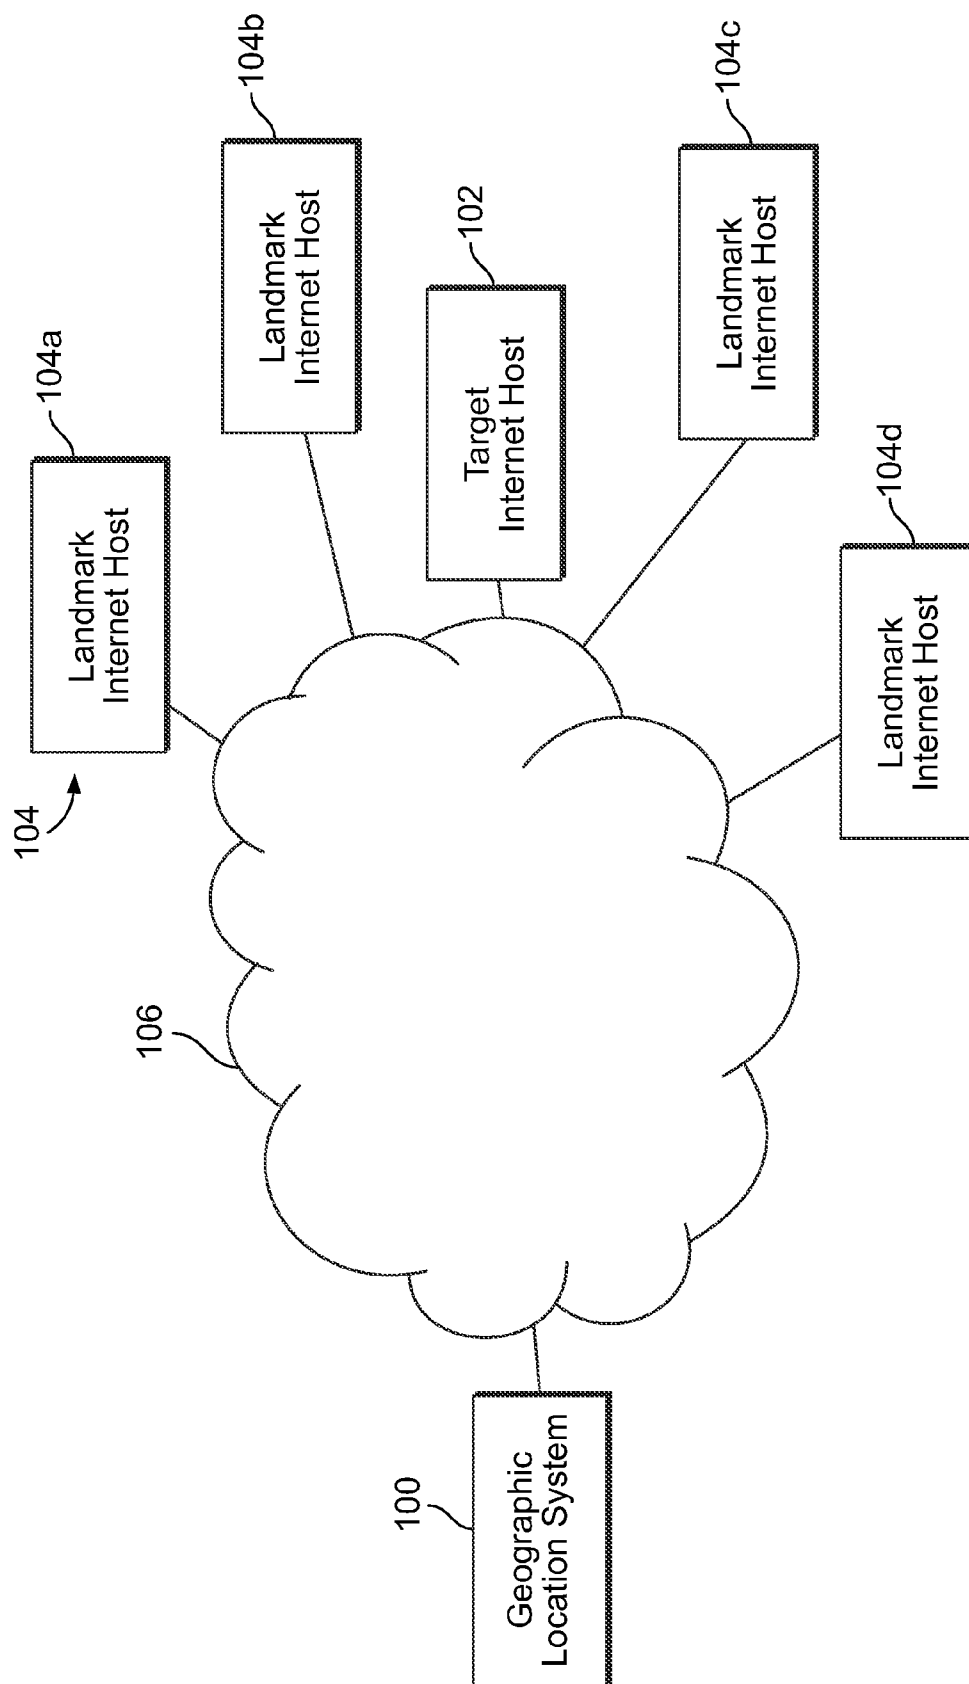 104
104a
Landmark
Internet Host
104b
Landmark
Internet Host
102
Target
Internet Host
104c
Landmark
Internet Host
104d
Landmark
Internet Host
106
100
Geographic
Location System